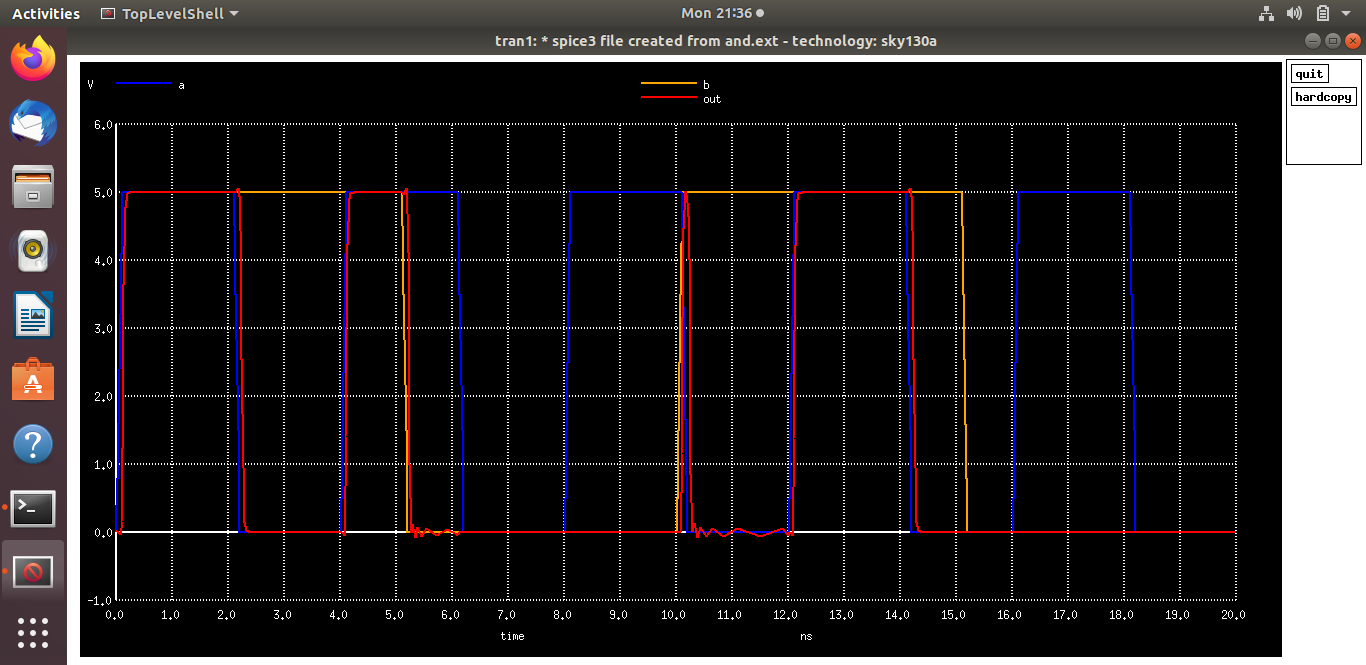 Activities TopLevelShell Mon 21:36
tran1: * spice3 file created from and.ext - technology: sky130a
quit
hardcopy
V a b
out
6.0
5.0
4.0
3.0
2.0
1.0
0.0
-1.0
0.0 1.0 2.0 3.0 4.0 5.0 6.0 7.0 8.0 9.0 10.0 11.0 12.0 13.0 14.0 15.0 16.0 17.0 18.0 19.0 20.0
time ns